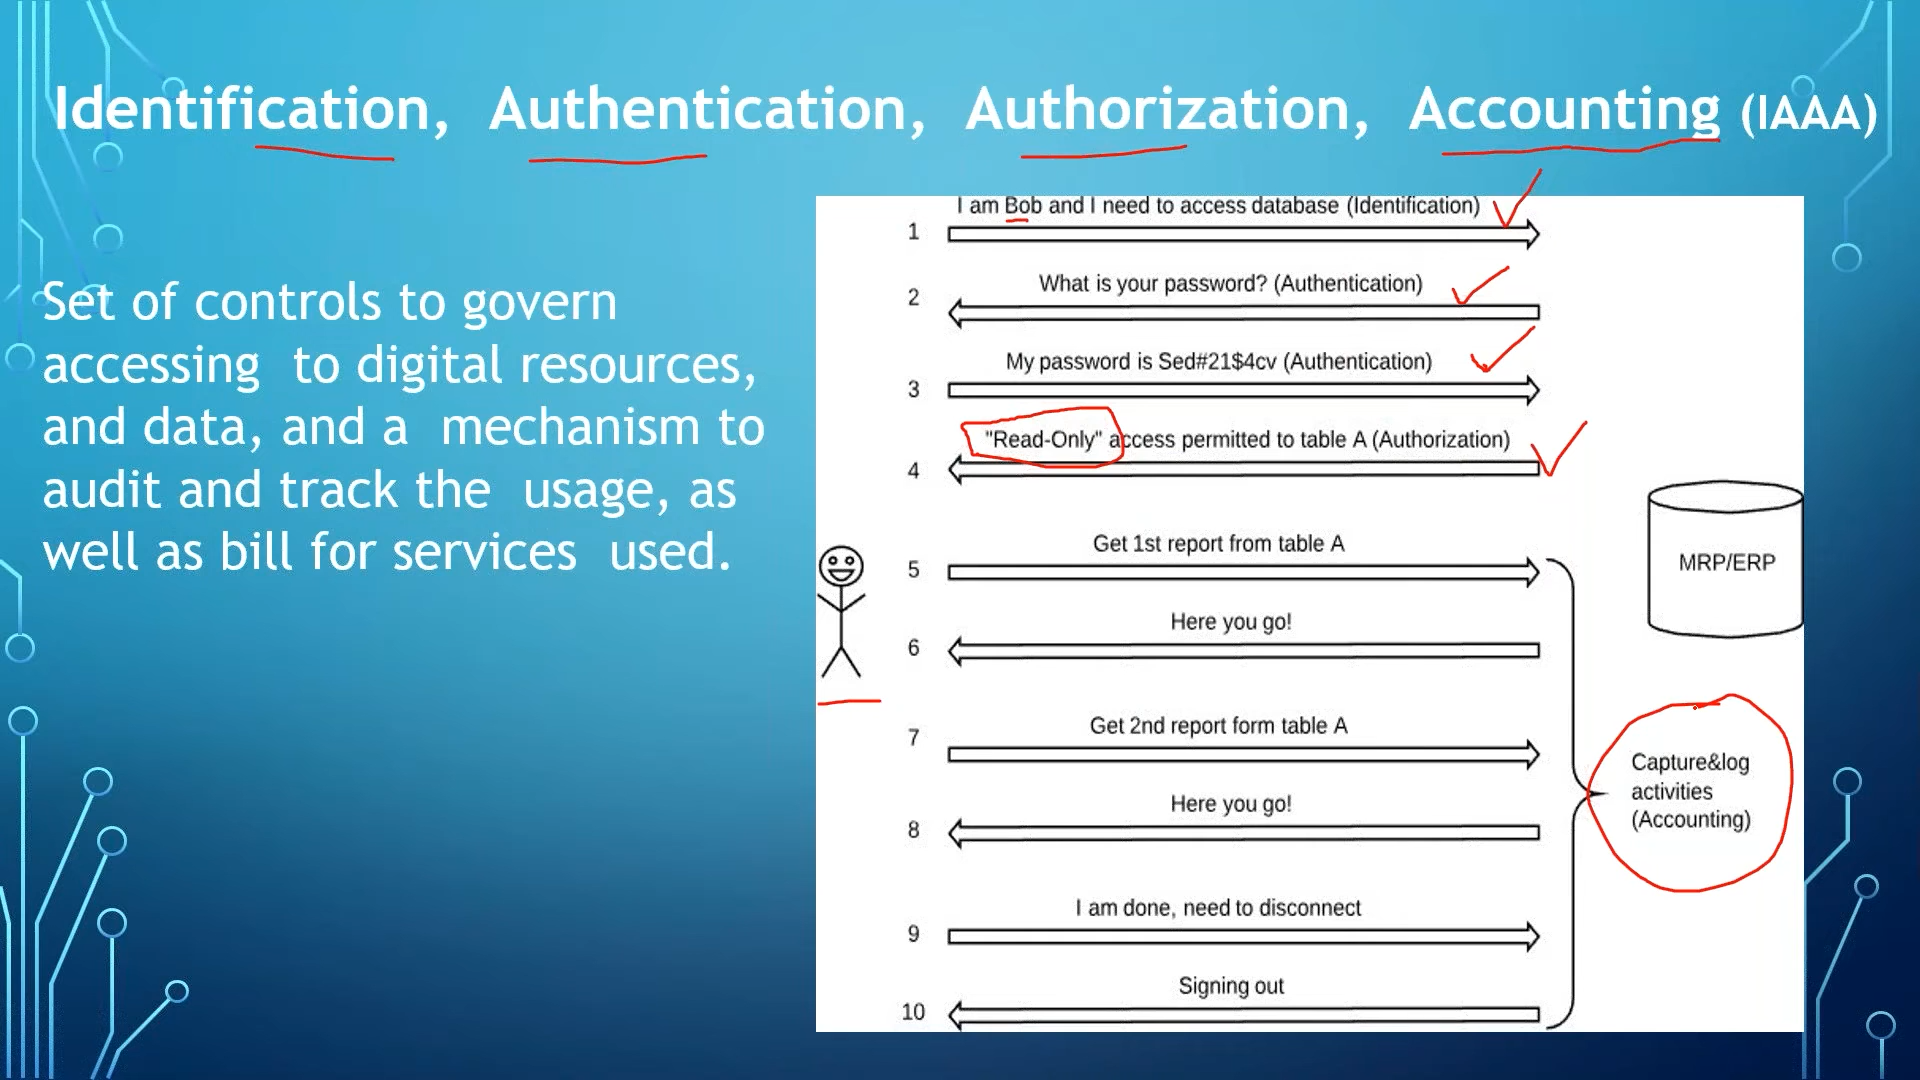 Identification, Authentication, Authorization, Accounting (IAAA)
Set of controls to govern
accessing to digital resources,
and data, and a mechanism to
audit and track the usage, as
well as bill for services used.
I am Bob and I need to access database (Identification)
1
What is your password? (Authentication)
2
My password is Sed#21$4cv (Authentication)
3
"Read-Only" access permitted to table A (Authorization)
4
Get 1st report from table A
5
Here you go!
6
Get 2nd report form table A
7
Here you go!
8
I am done, need to disconnect
9
Signing out
10
MRP/ERP
Capture&log
activities
(Accounting)